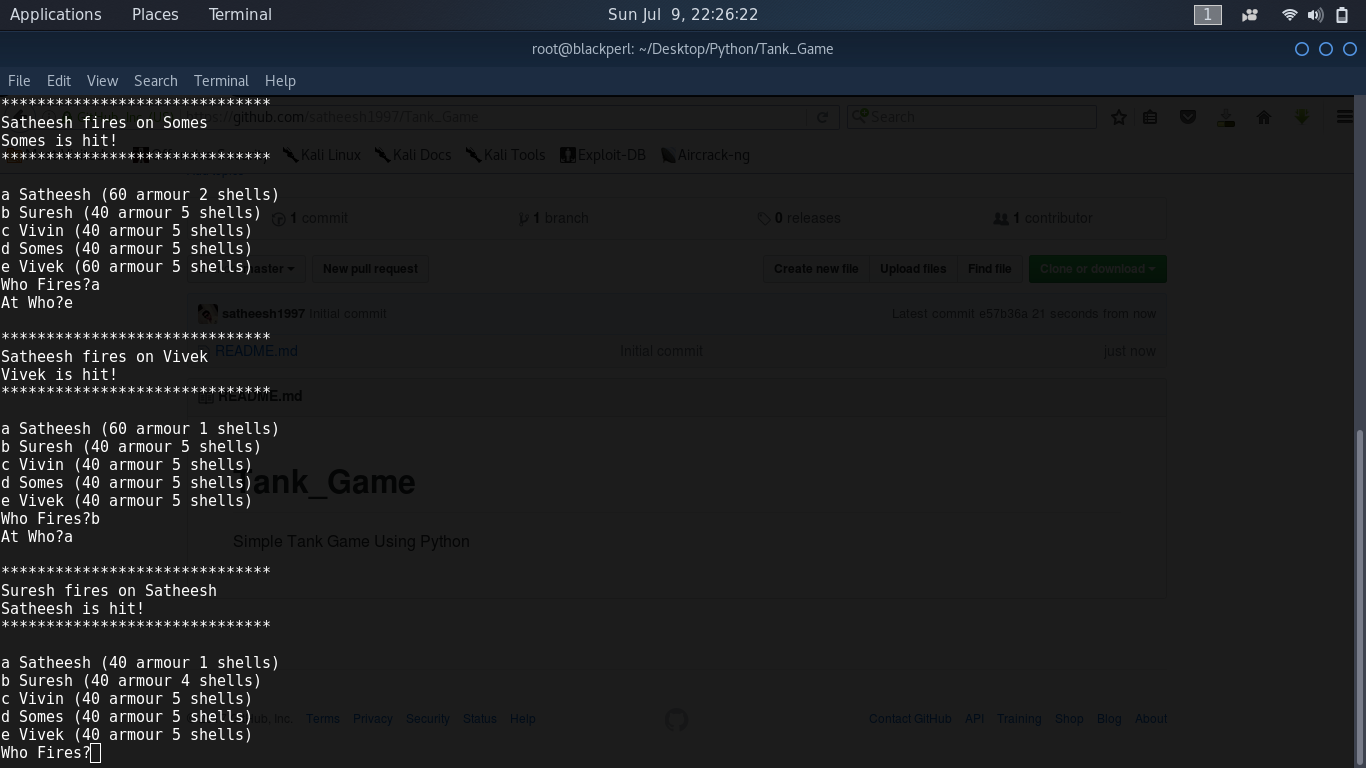 Applications Places Terminal Sun Jul 9, 22:26:22 1
root@blackperl: ~/Desktop/Python/Tank_Game
File Edit View Search Terminal Help
******************************
Satheesh fires on Somes
github.com/satheesh1997/Tank_Game
Search
Somes is hit!
******************************
Kali Linux Kali Docs Kali Tools Exploit-DB Aircrack-ng
a Satheesh (60 armour 2 shells)
b Suresh (40 armour 5 shells)
1 commit 1 branch 0 releases 1 contributor
c Vivin (40 armour 5 shells)
d Somes (40 armour 5 shells)
e Vivek (60 armour 5 shells)
master New pull request Create new file Upload files Find file Clone or download
Who Fires?a
At Who?e
satheesh1997 Initial commit Latest commit e57b36a 21 seconds from now
******************************
Satheesh fires on Vivek
README.md Initial commit just now
Vivek is hit!
******************************
README.md
a Satheesh (60 armour 1 shells)
b Suresh (40 armour 5 shells)
c Vivin (40 armour 5 shells)
d Somes (40 armour 5 shells)
Tank_Game
e Vivek (40 armour 5 shells)
Who Fires?b
At Who?a
Simple Tank Game Using Python
******************************
Suresh fires on Satheesh
Satheesh is hit!
******************************
a Satheesh (40 armour 1 shells)
b Suresh (40 armour 4 shells)
c Vivin (40 armour 5 shells)
d Somes (40 armour 5 shells)
Inc. Terms Privacy Security Status Help Contact GitHub API Training Shop Blog About
e Vivek (40 armour 5 shells)
Who Fires?